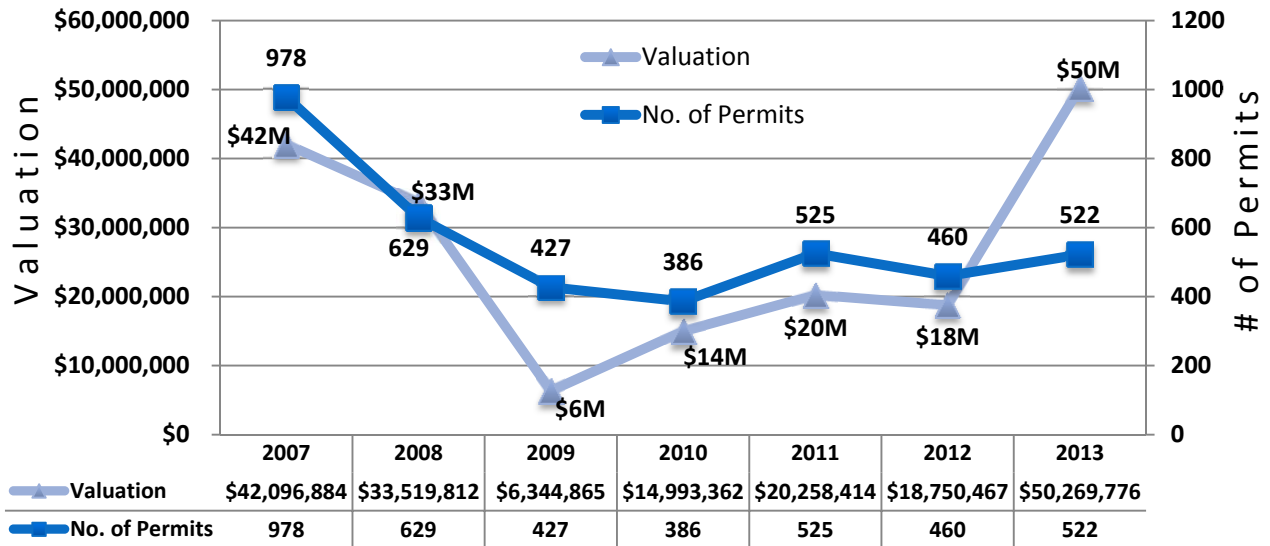 Valuation
$60,000,000
$50,000,000
$40,000,000
$30,000,000
$20,000,000
$10,000,000
$0
978
$42M
$33M
629
427
$6M
386
$14M
525
$20M
460
$18M
$50M
522
Valuation
No. of Permits
1200
1000
800
600
400
200
0
# of Permits
2007 2008 2009 2010 2011 2012 2013
Valuation $42,096,884 $33,519,812 $6,344,865 $14,993,362 $20,258,414 $18,750,467 $50,269,776
No. of Permits 978 629 427 386 525 460 522